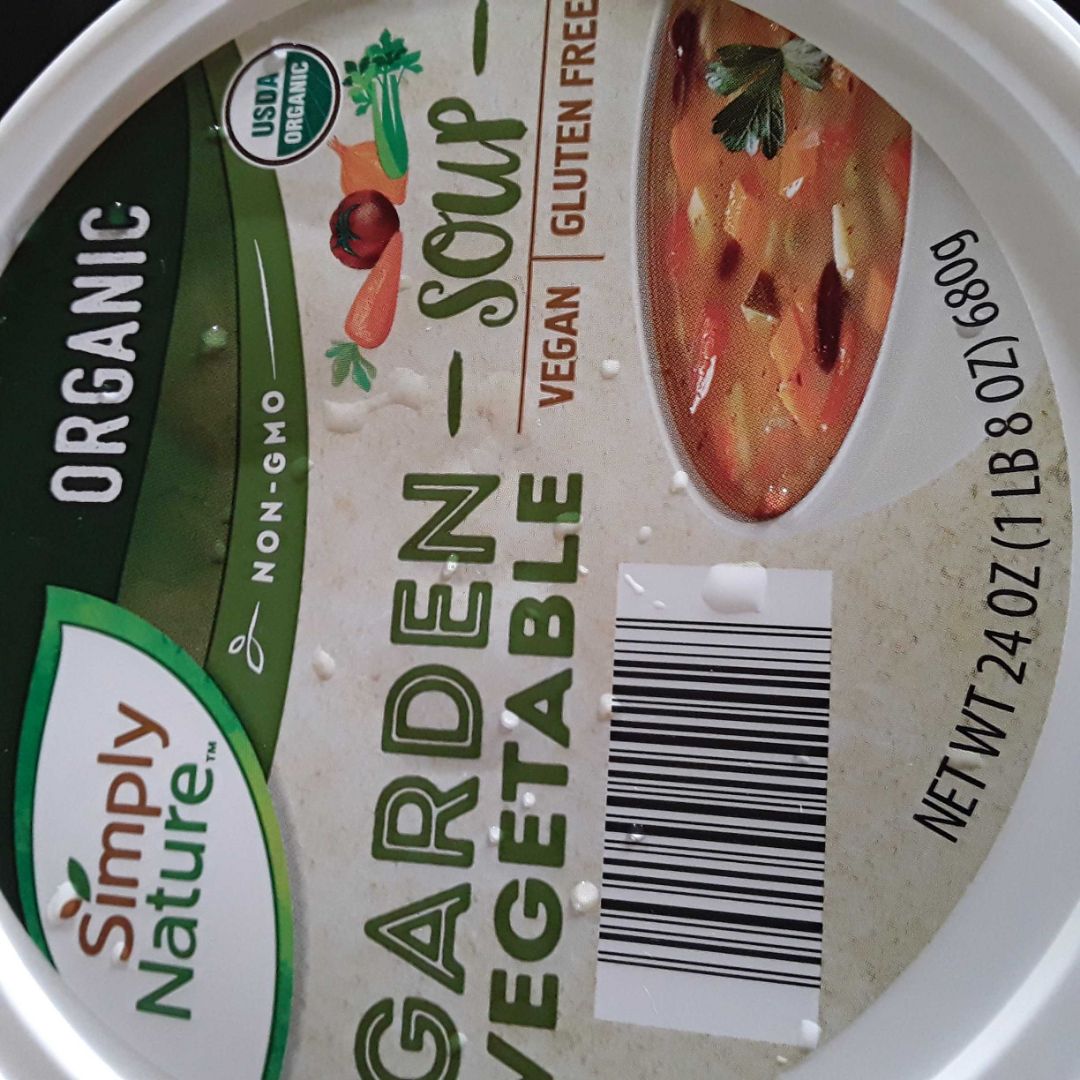 Simply
Nature™
ORGANIC
NON-GMO
USDA
ORGANIC
GARDEN
VEGETABLE
SOUP
VEGAN | GLUTEN FREE
NET WT 24 OZ (1 LB 8 OZ) 680g